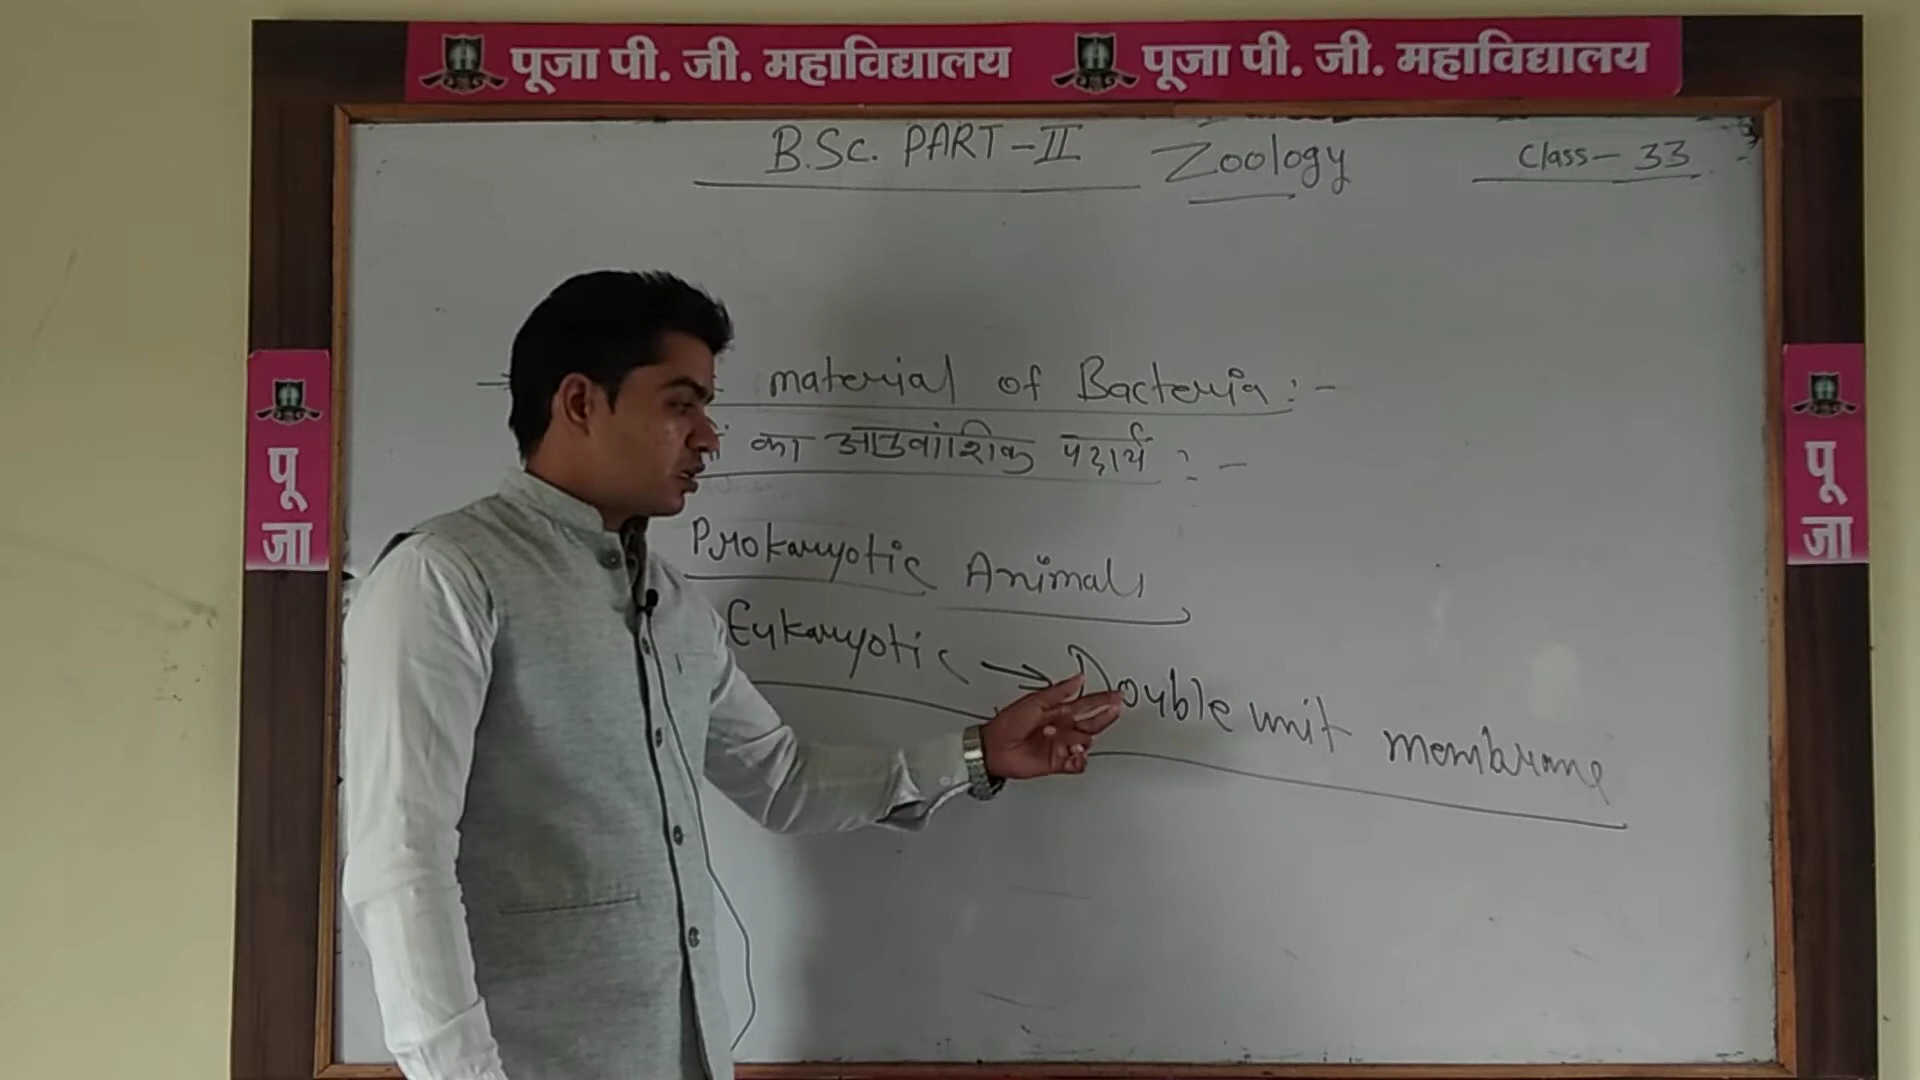 पूजा पी. जी. महाविद्यालय पूजा पी. जी. महाविद्यालय
B.Sc. PART-II Zoology Class-33
material of Bacteria:-
का आनुवांशिक पदार्थ :-
Prokaryotic Animals
Eukaryotic → Double unit membrane
पू
जा
पू
जा